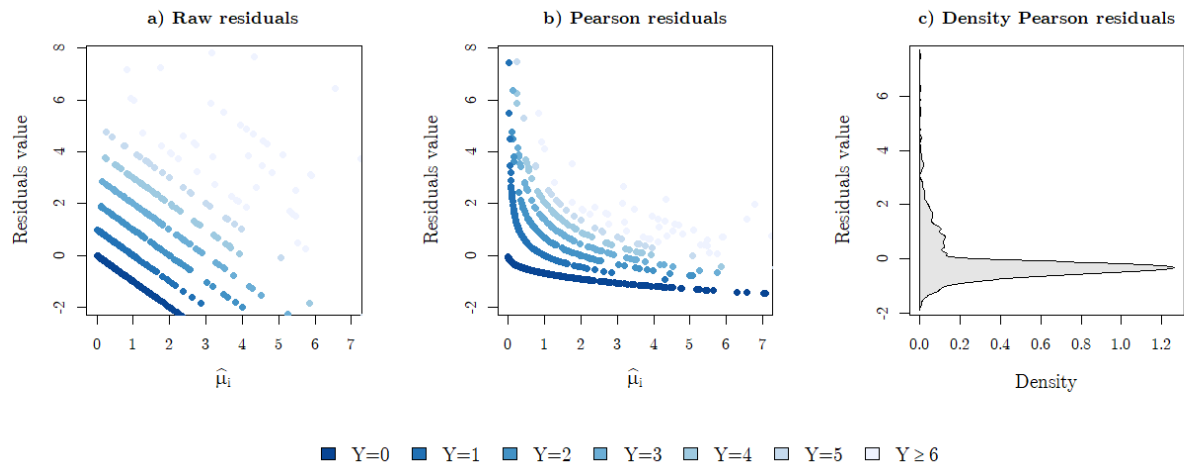 a) Raw residuals
Residuals value
-2 0 2 4 6 8
0 1 2 3 4 5 6 7
μ̂i
b) Pearson residuals
Residuals value
-2 0 2 4 6 8
0 1 2 3 4 5 6 7
μ̂i
c) Density Pearson residuals
Residuals value
-2 0 2 4 6
0.0 0.2 0.4 0.6 0.8 1.0 1.2
Density
Y=0 Y=1 Y=2 Y=3 Y=4 Y=5 Y≥6